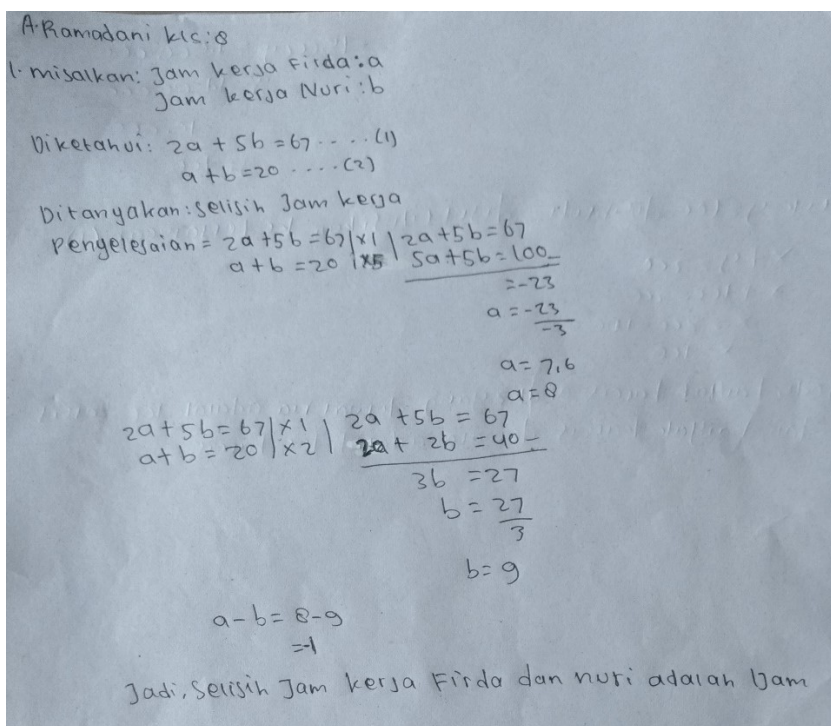 A. Ramadani kls: 8
1. misalkan: Jam kerja Firda: a
Jam kerja Nuri: b
Diketahui: 2a + 5b = 67 .... (1)
a + b = 20 .... (2)
Ditanyakan: Selisih Jam kerja
Penyelesaian = 2a + 5b = 67 | x1 | 2a + 5b = 67
a + b = 20 | x5 | 5a + 5b = 100 -
= -23
a = -23
-3
a = 7,6
a = 8
2a + 5b = 67 | x1 | 2a + 5b = 67
a + b = 20 | x2 | 2a + 2b = 40 -
3b = 27
b = 27
3
b = 9
a - b = 8 - 9
= -1
Jadi, Selisih Jam kerja Firda dan nuri adalah 1 Jam